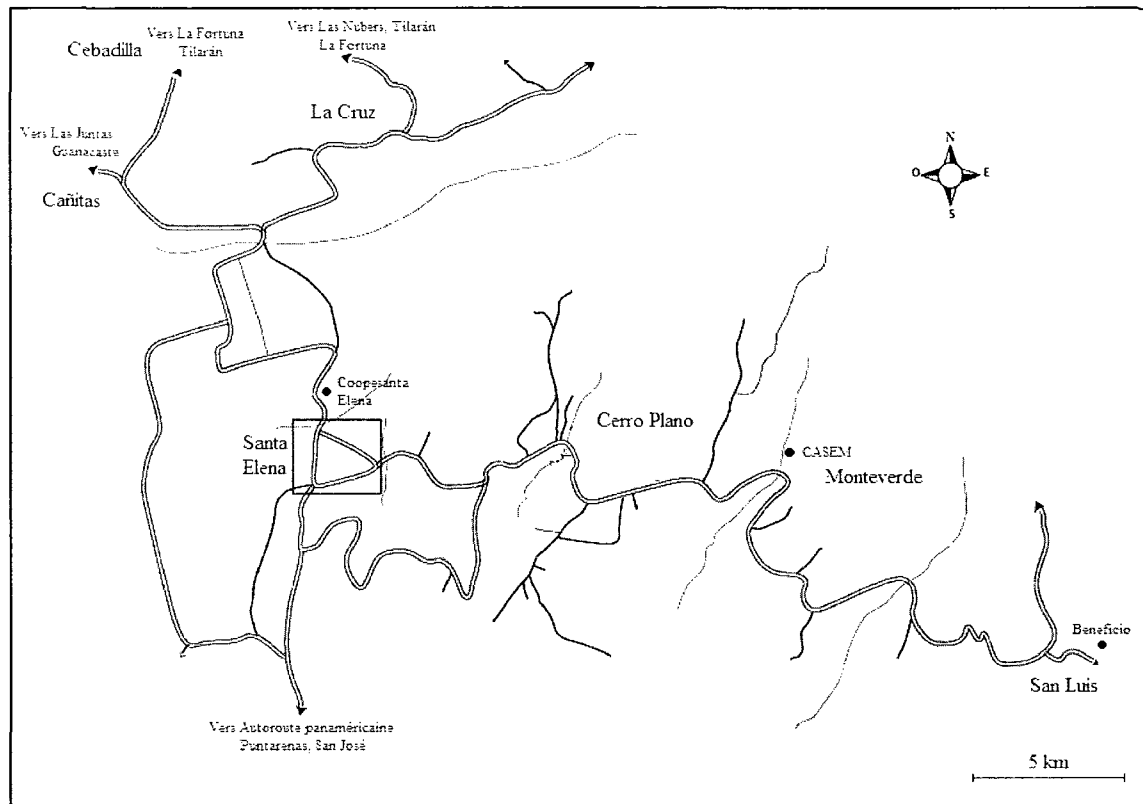 Cebadilla
Vers La Fortuna
Tilarán
Vers Las Nubers, Tilarán
La Fortuna
La Cruz
Vers Las Juntas
Guanacaste
Cañitas
N
O
E
S
Coopesanta
Elena
Santa
Elena
Cerro Plano
CASEM
Monteverde
Beneficio
San Luis
Vers Autoroute panaméricaine
Puntarenas, San José
5 km